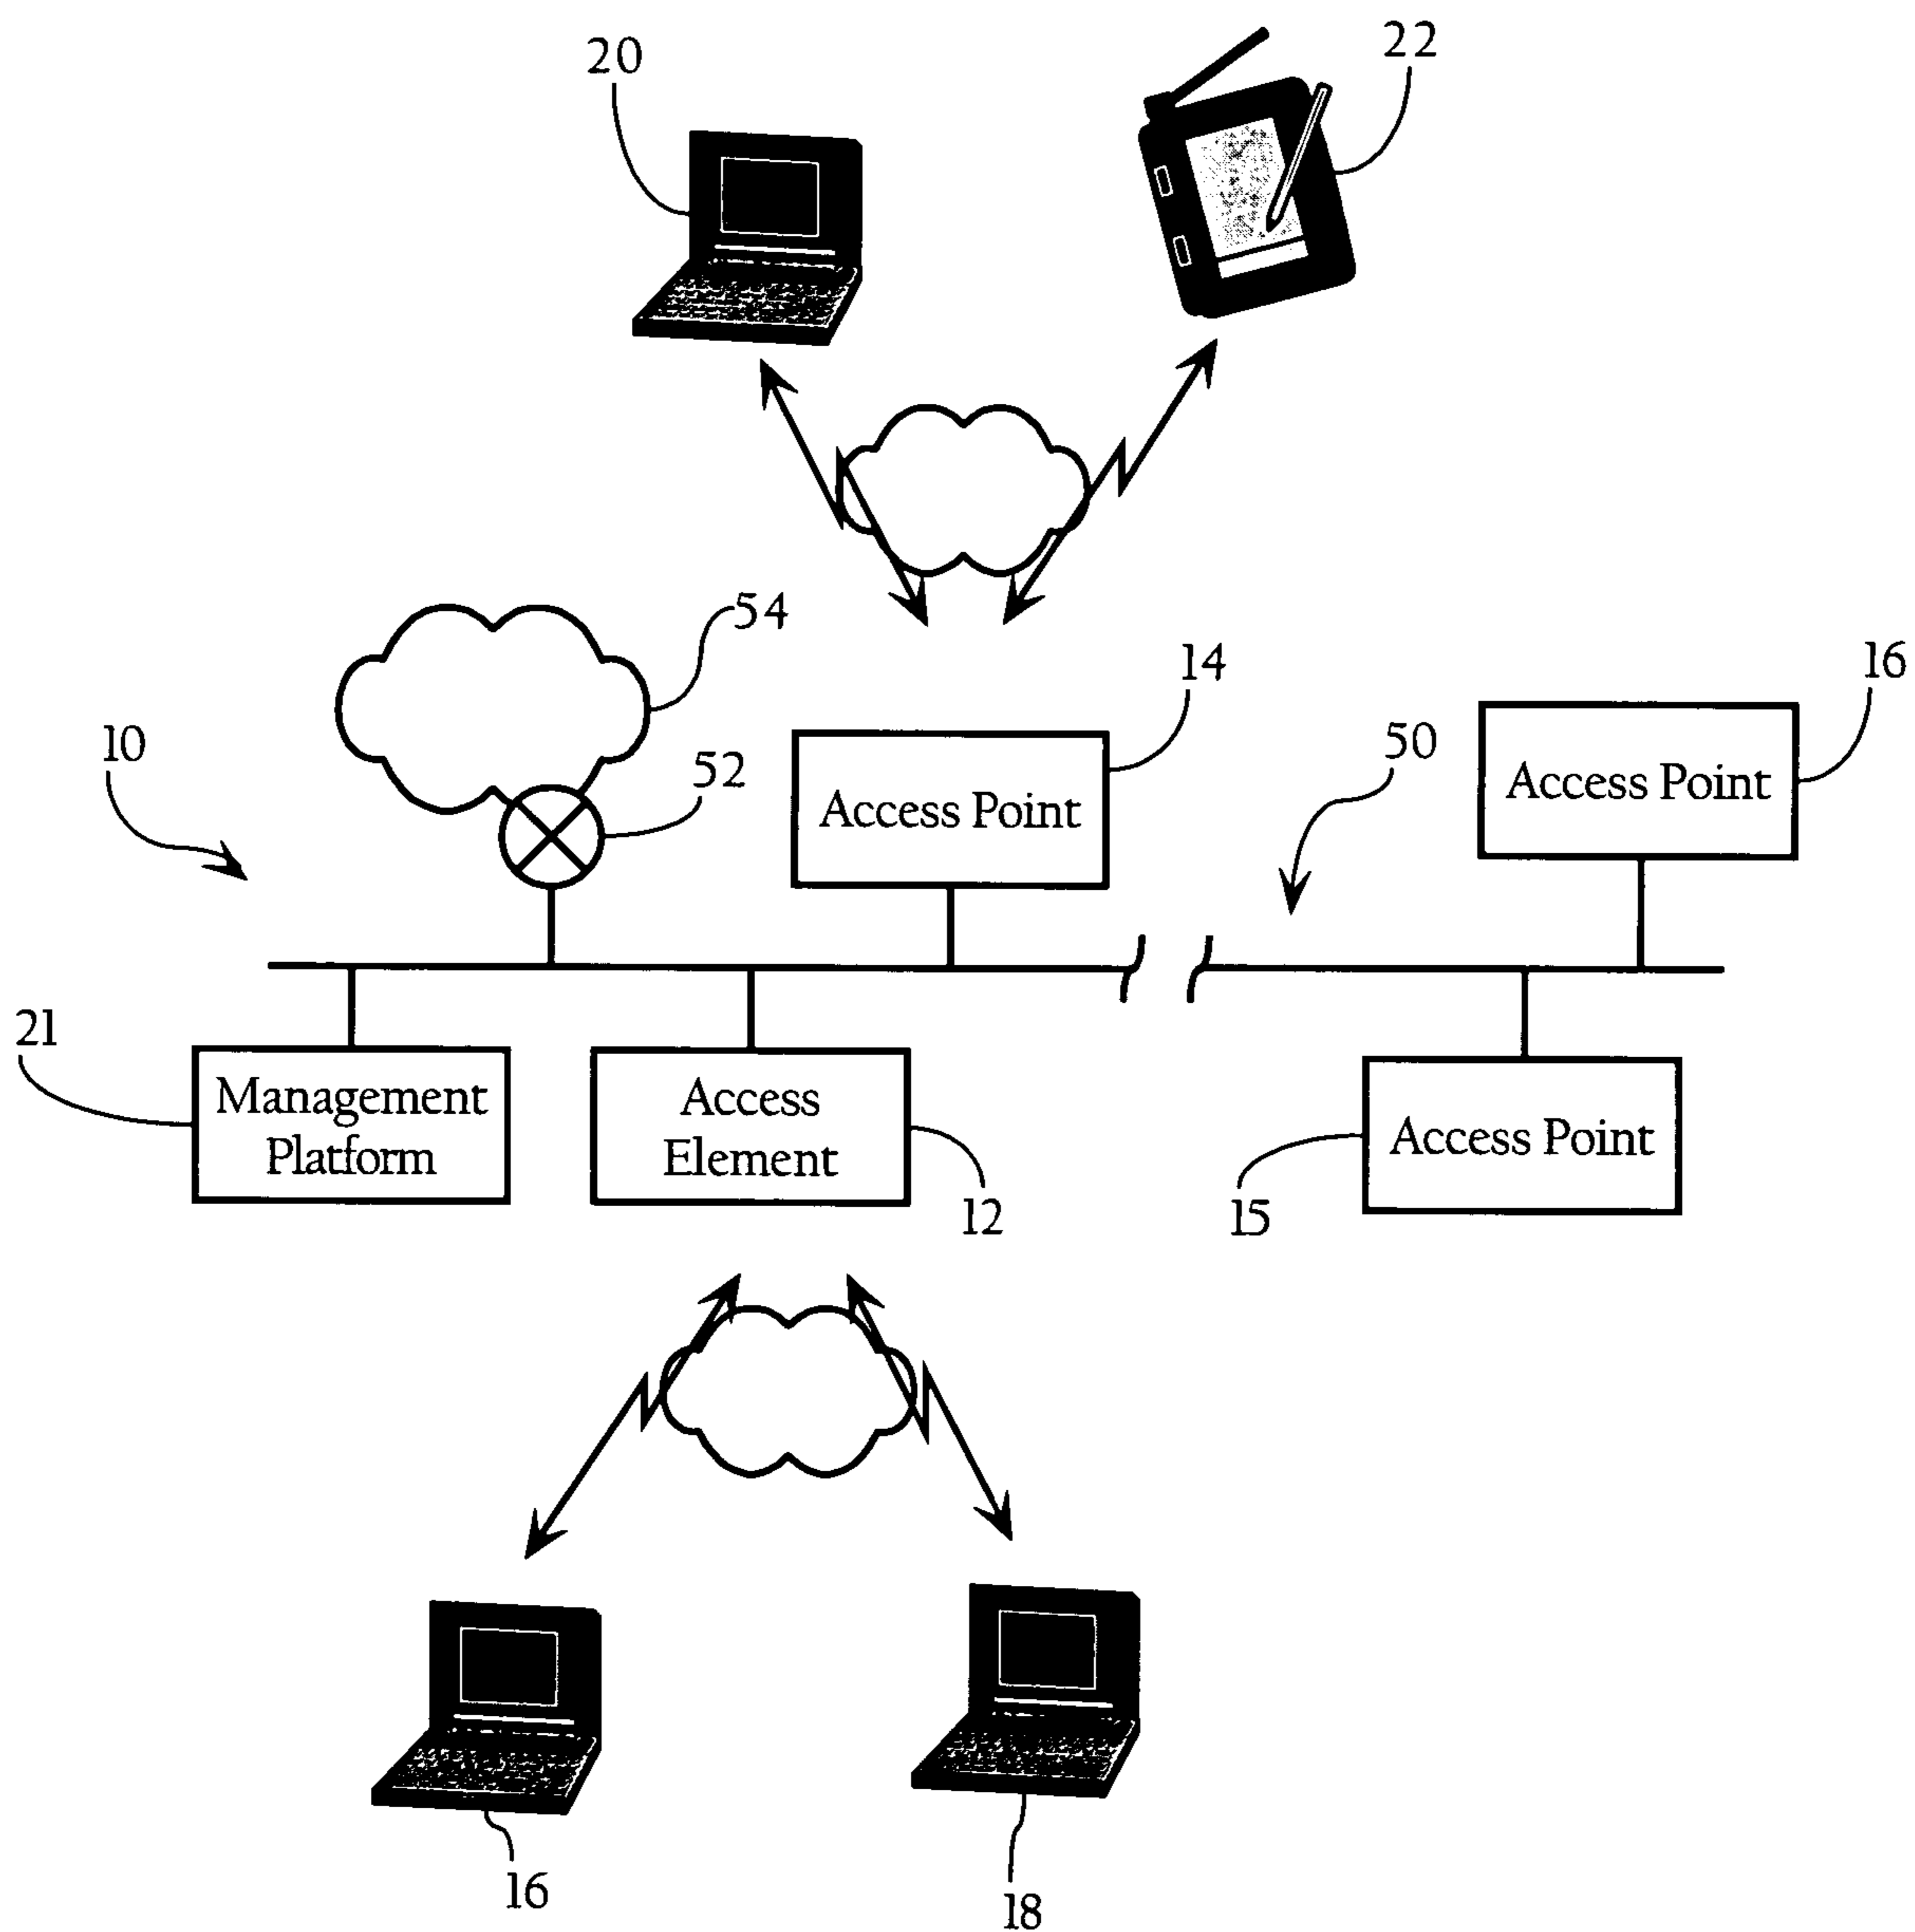 20
22
54
14
16
10
52
50
Access Point
Access Point
21
Management
Platform
Access
Element
Access Point
12
15
16
18